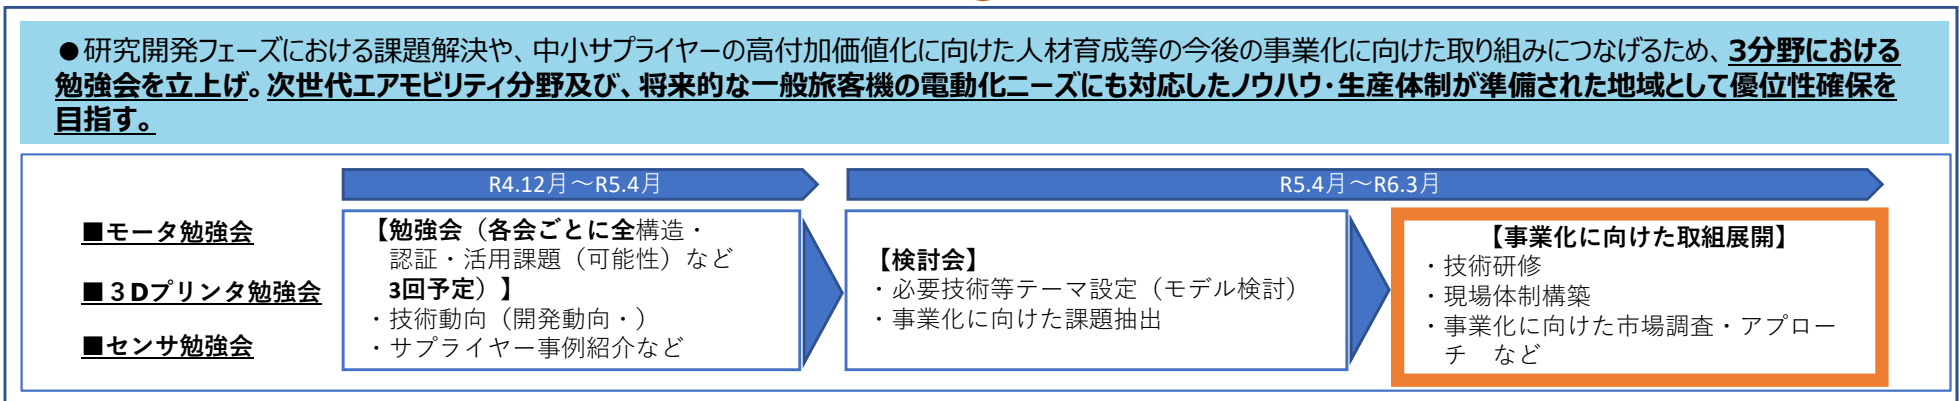 ●研究開発フェーズにおける課題解決や、中小サプライヤーの高付加価値化に向けた人材育成等の今後の事業化に向けた取り組みにつなげるため、3分野における
勉強会を立上げ。次世代エアモビリティ分野及び、将来的な一般旅客機の電動化ニーズにも対応したノウハウ・生産体制が準備された地域として優位性確保を
目指す。
R4.12月～R5.4月
R5.4月～R6.3月
■モータ勉強会
■３Dプリンタ勉強会
■センサ勉強会
【勉強会（各会ごとに全構造・
認証・活用課題（可能性）など
3回予定）】
・技術動向（開発動向・）
・サプライヤー事例紹介など
【検討会】
・必要技術等テーマ設定（モデル検討）
・事業化に向けた課題抽出
【事業化に向けた取組展開】
・技術研修
・現場体制構築
・事業化に向けた市場調査・アプロー
チ　など